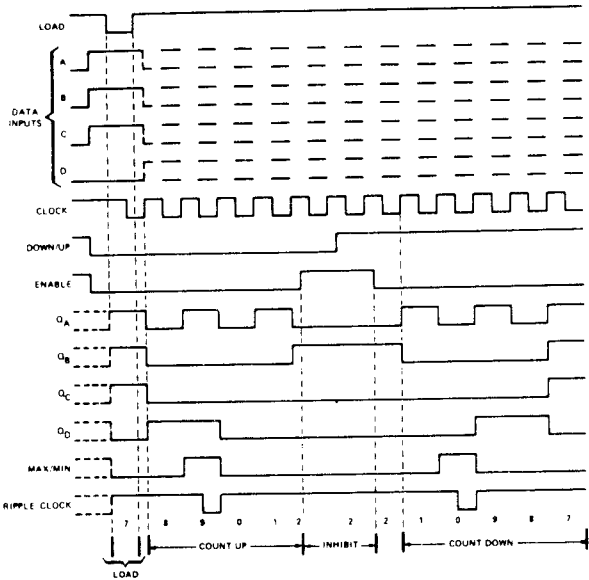 LOAD
A
B
DATA INPUTS
C
D
CLOCK
DOWN/UP
ENABLE
QA
QB
QC
QD
MAX/MIN
RIPPLE CLOCK
7 8 9 0 1 2 2 2 1 0 9 8 7
COUNT UP INHIBIT COUNT DOWN
LOAD